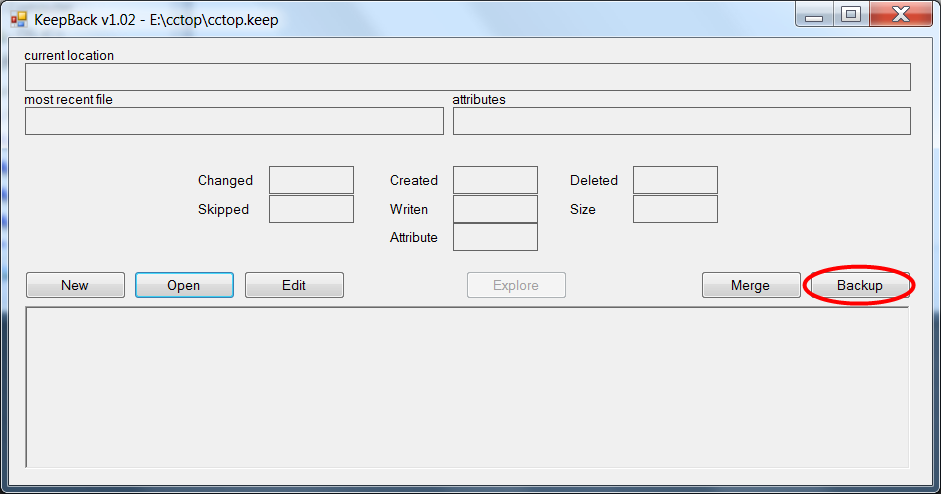 KeepBack v1.02 - E:\cctop\cctop.keep
current location
most recent file attributes
Changed Created Deleted
Skipped Writen Size
Attribute
New Open Edit Explore Merge Backup